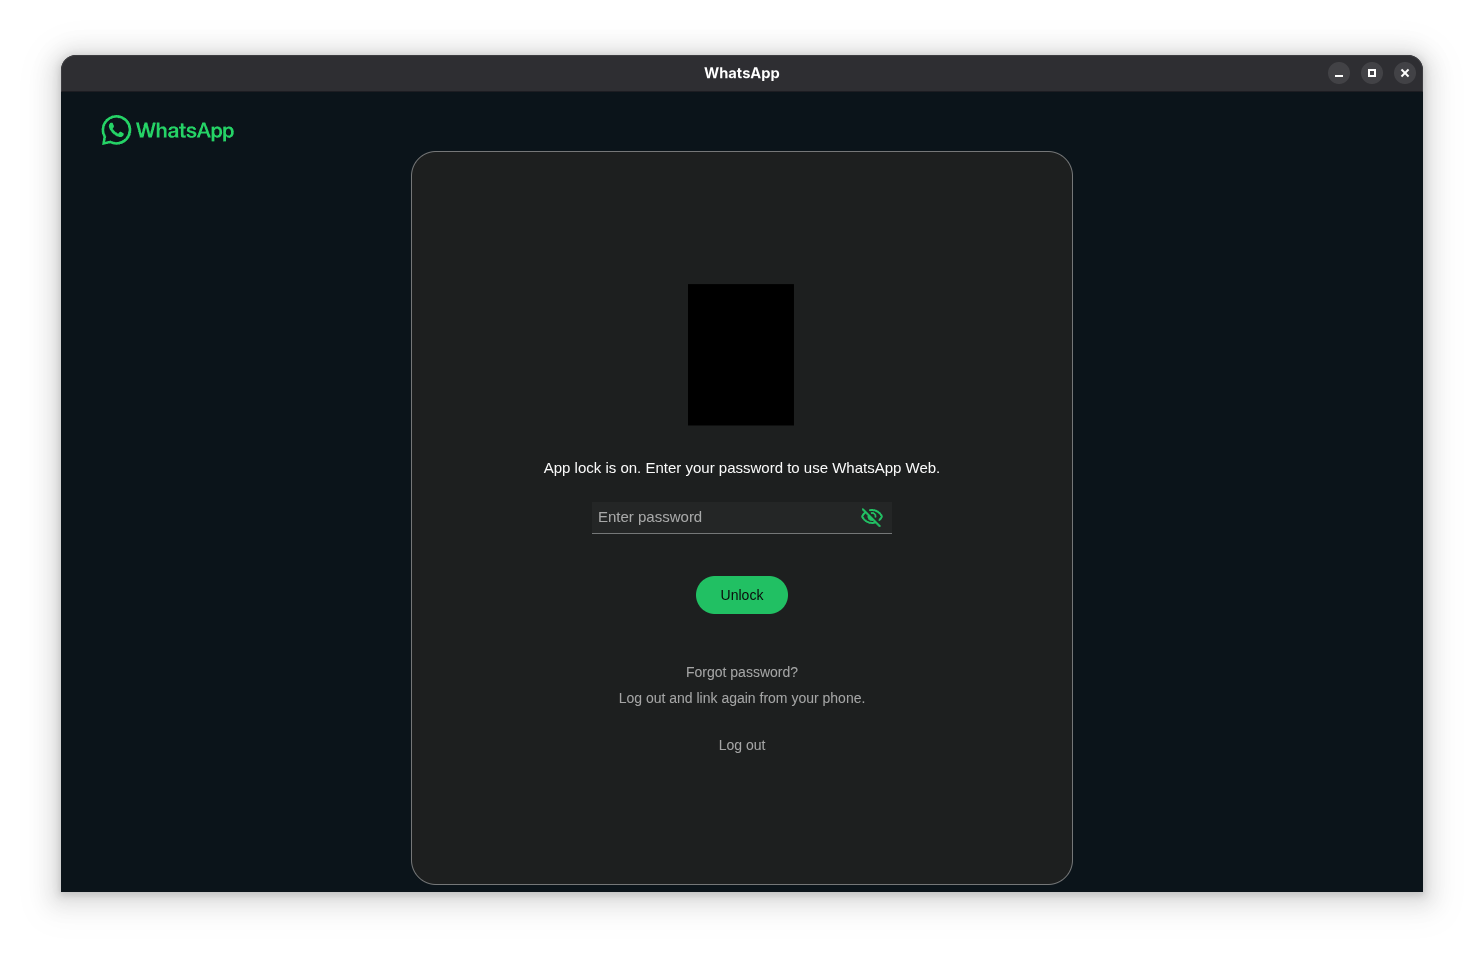 WhatsApp
WhatsApp
App lock is on. Enter your password to use WhatsApp Web.
Enter password
Unlock
Forgot password?
Log out and link again from your phone.
Log out